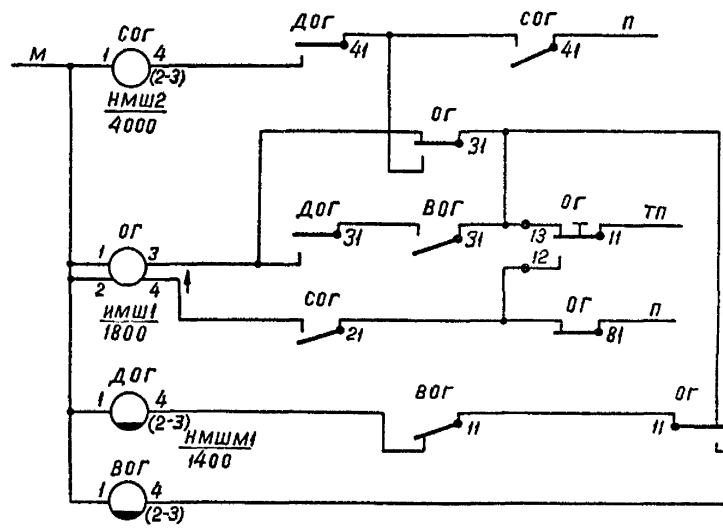 ДОГ
СОГ
П
СОГ
41
41
М
1
4
(2-3)
НМШ2
4000
ОГ
31
ДОГ
ВОГ
ОГ
ТП
ОГ
31
31
13
11
1
3
12
2
4
СОГ
ОГ
П
ИМШ1
1800
21
81
ДОГ
ВОГ
ОГ
1
4
(2-3)
НМШМ1
1400
11
11
ВОГ
1
4
(2-3)